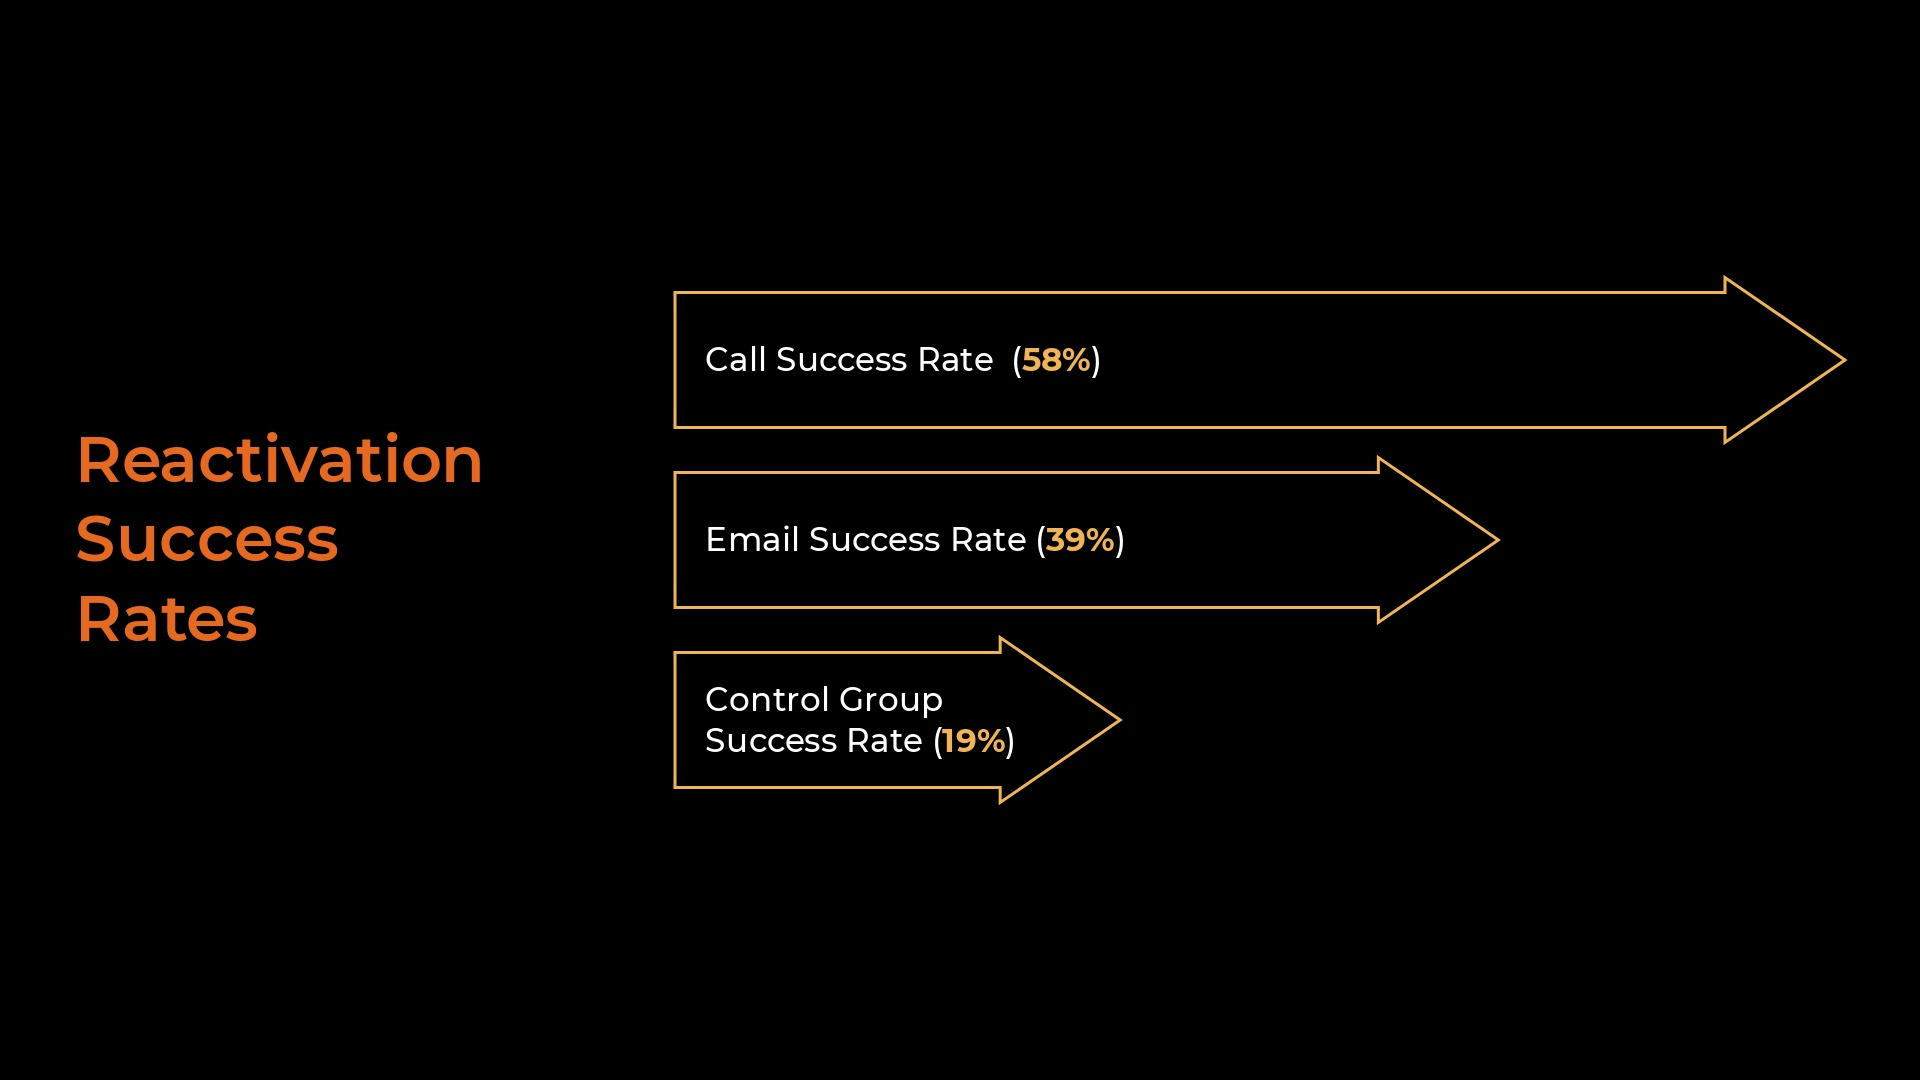 Reactivation
Success
Rates
Call Success Rate  (58%)
Email Success Rate (39%)
Control Group
Success Rate (19%)